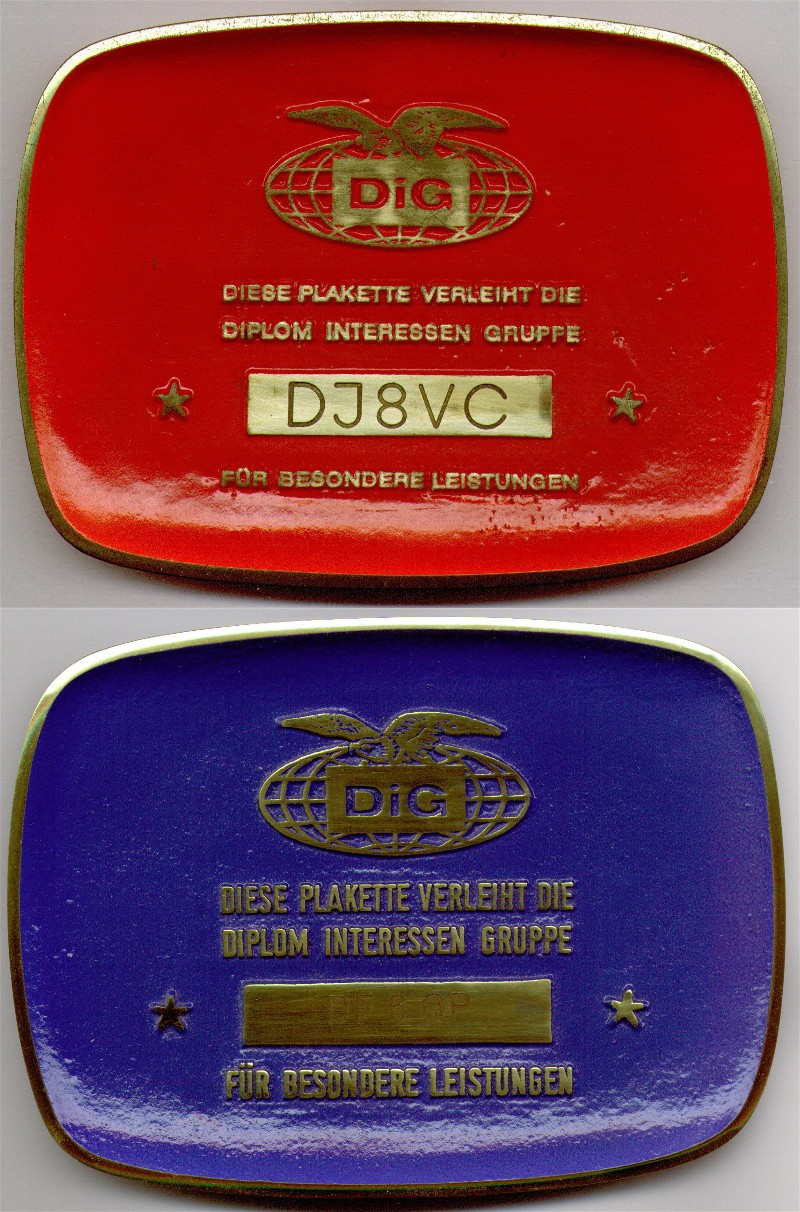 DiG
DIESE PLAKETTE VERLEIHT DIE
DIPLOM INTERESSEN GRUPPE
DJ8VC
FÜR BESONDERE LEISTUNGEN
DiG
DIESE PLAKETTE VERLEIHT DIE
DIPLOM INTERESSEN GRUPPE
FÜR BESONDERE LEISTUNGEN